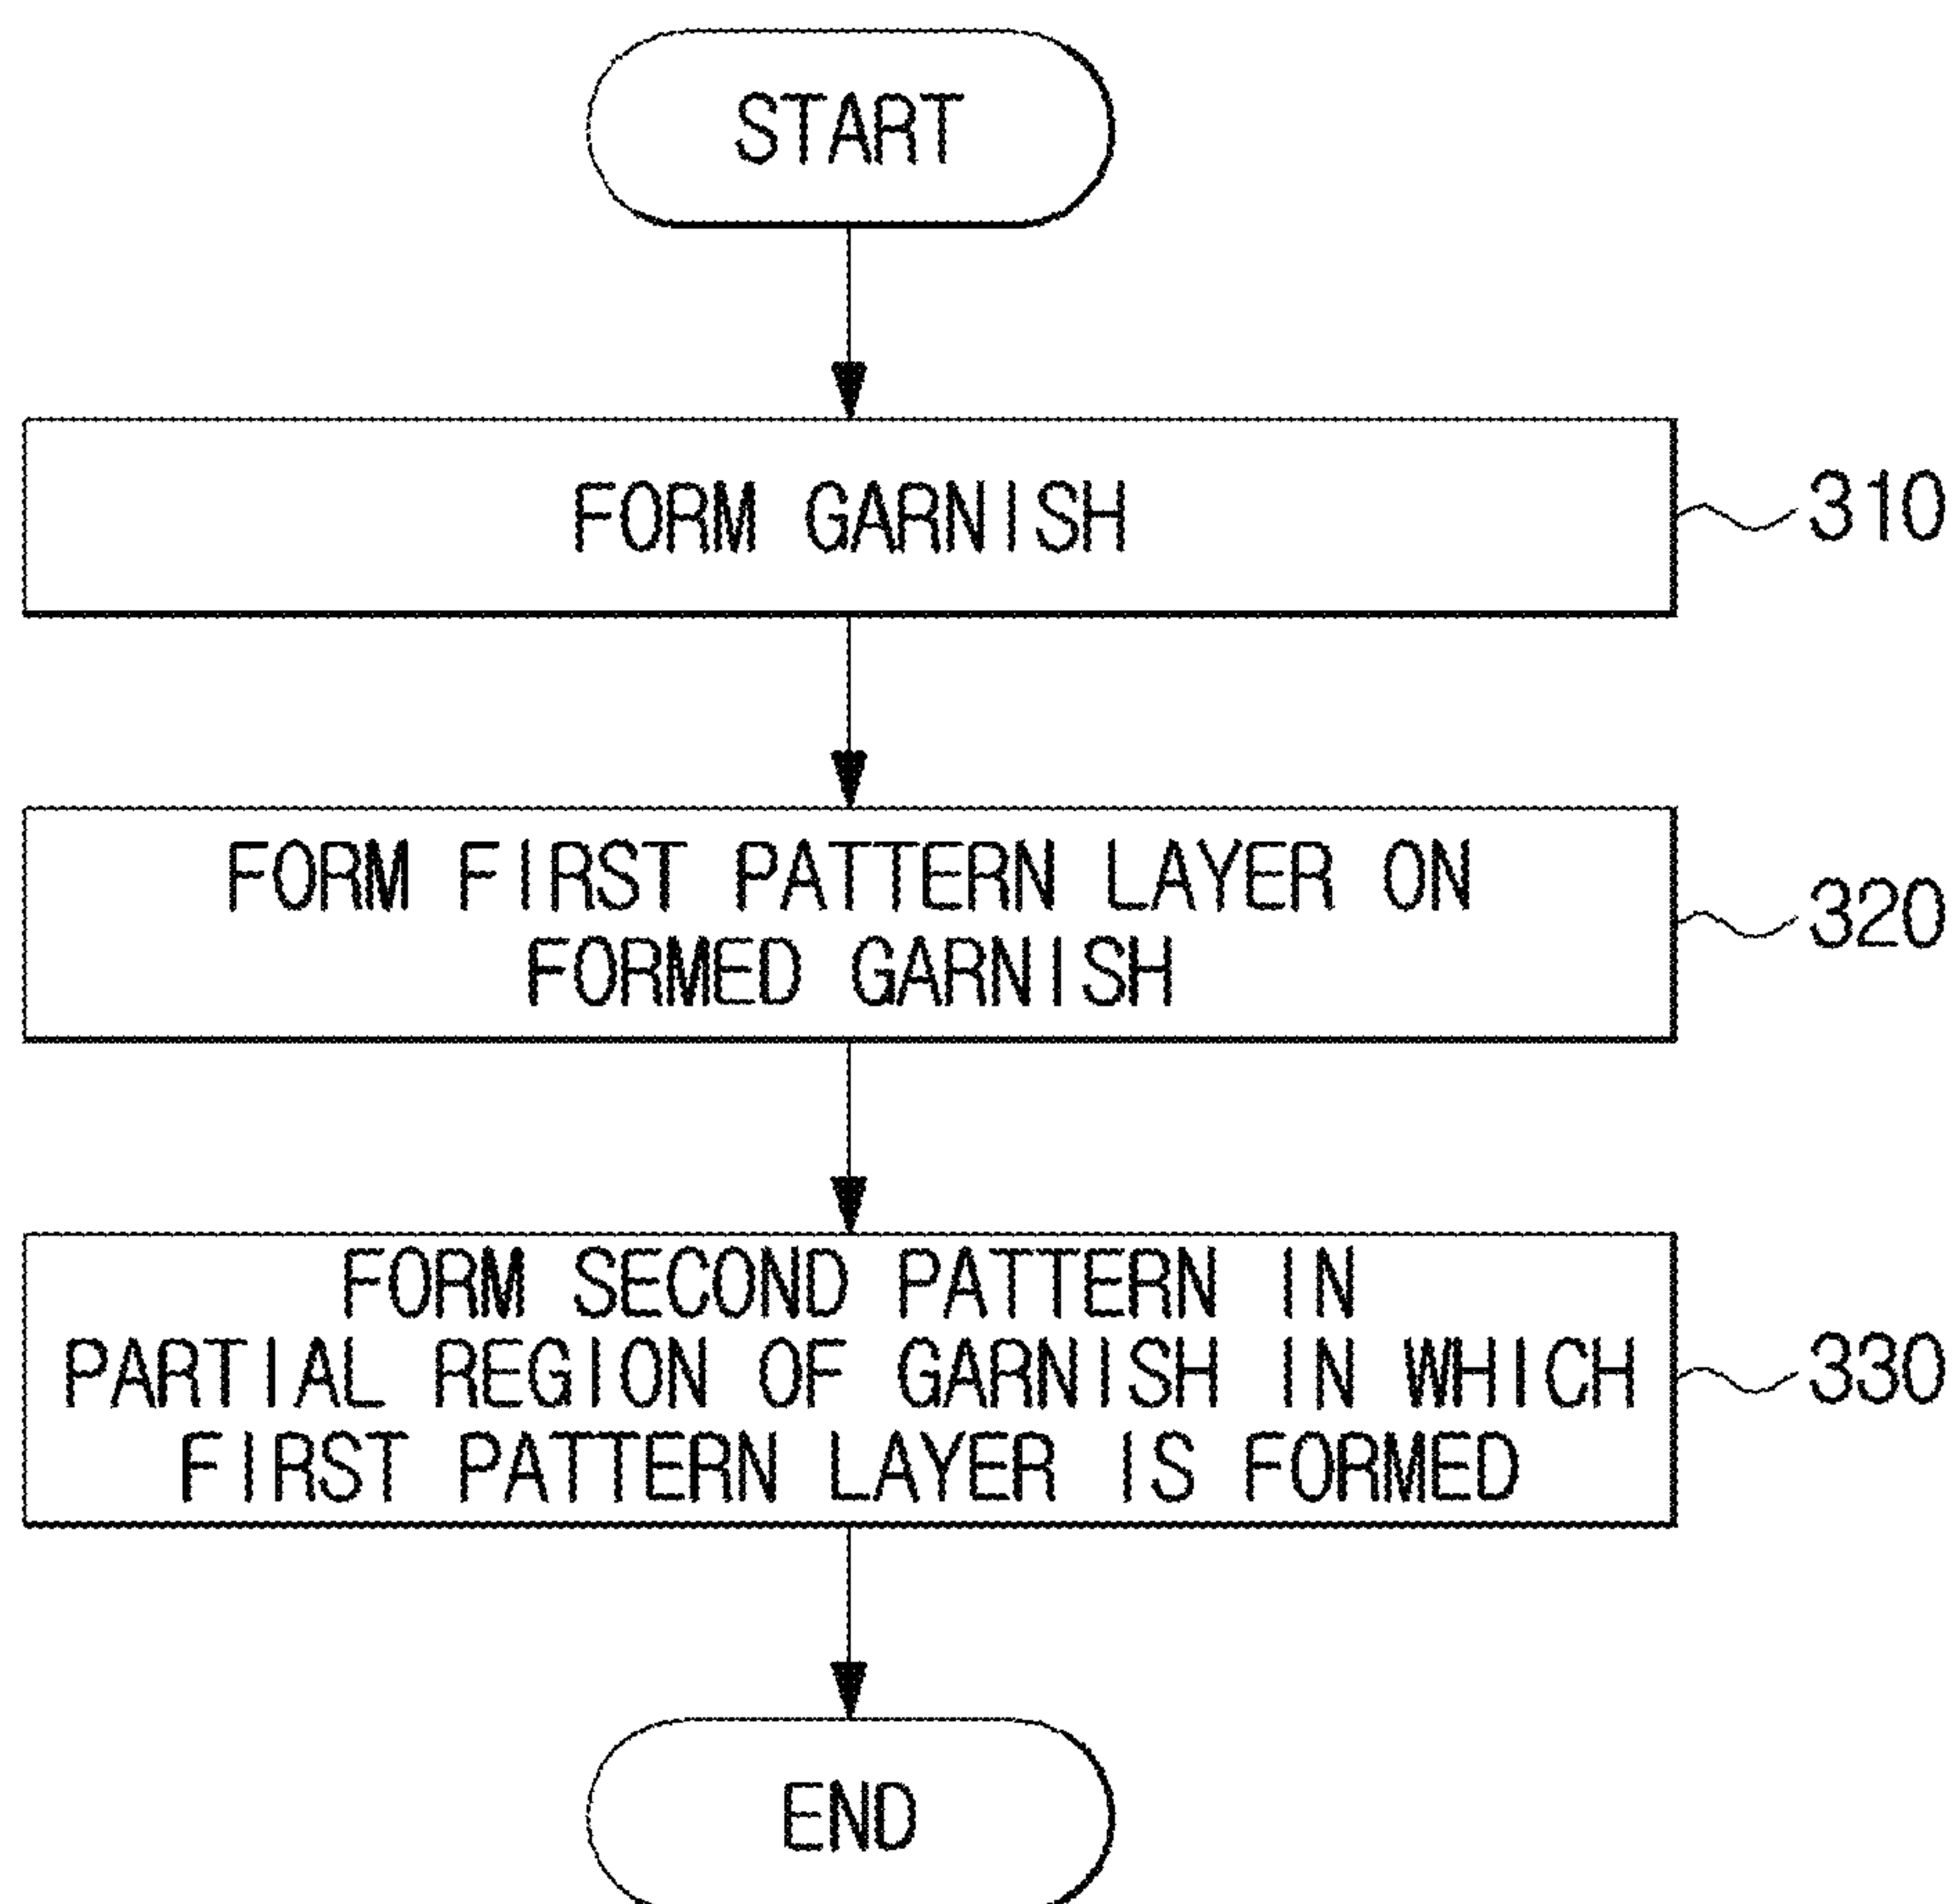 START
FORM GARNISH
310
FORM FIRST PATTERN LAYER ON
FORMED GARNISH
320
FORM SECOND PATTERN IN
PARTIAL REGION OF GARNISH IN WHICH
FIRST PATTERN LAYER IS FORMED
330
END